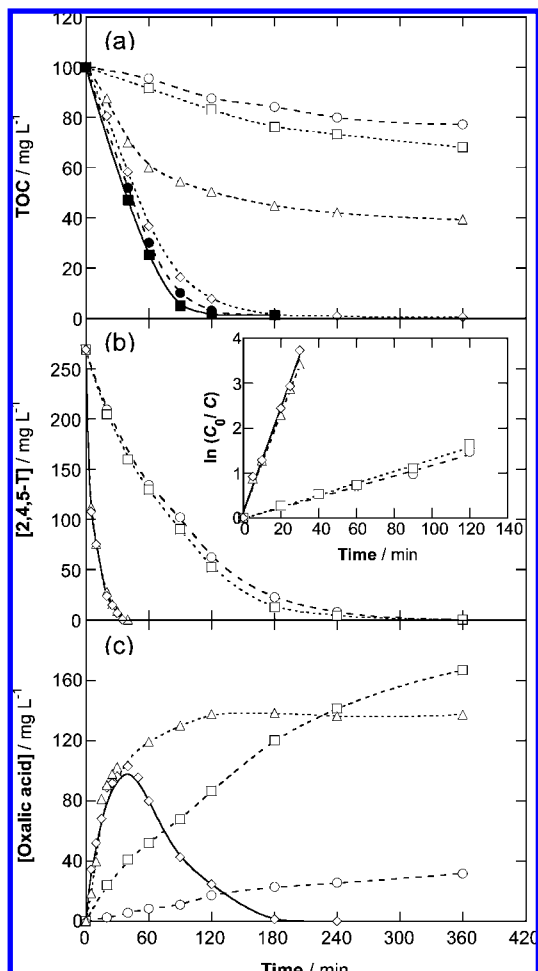 (a)
TOC / mg L-1
120
100
80
60
40
20
0
(b)
[2,4,5-T] / mg L-1
250
200
150
100
50
0
ln (C0/ C)
4
3
2
1
0
0 20 40 60 80 100 120 140
Time / min
(c)
[Oxalic acid] / mg L-1
160
120
80
40
0
0 60 120 180 240 300 360 420
Time / min